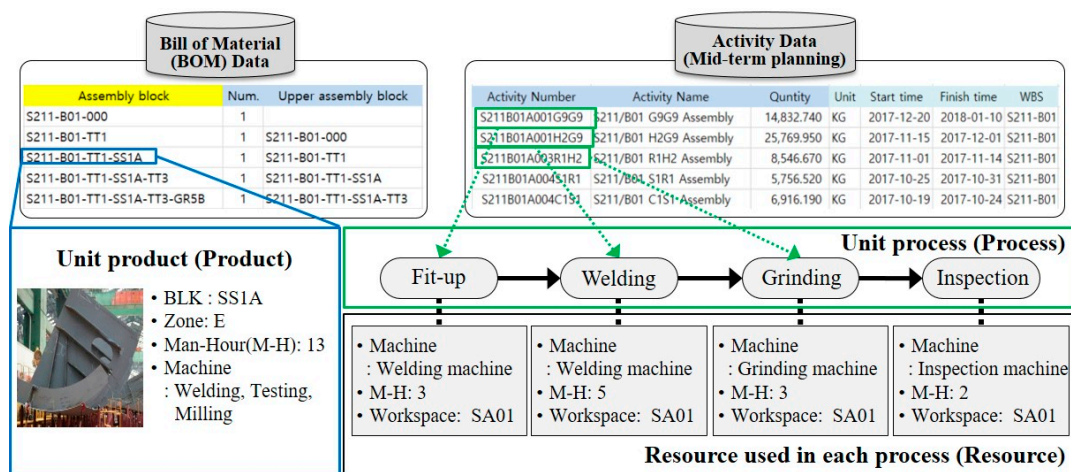 Bill of Material
(BOM) Data
Assembly block Num. Upper assembly block
S211-B01-000 1
S211-B01-TT1 1 S211-B01-000
S211-B01-TT1-SS1A 1 S211-B01-TT1
S211-B01-TT1-SS1A-TT3 1 S211-B01-TT1-SS1A
S211-B01-TT1-SS1A-TT3-GR5B 1 S211-B01-TT1-SS1A-TT3
Activity Data
(Mid-term planning)
Activity Number Activity Name Quntity Unit Start time Finish time WBS
S211B01A001G9G9 S211/B01 G9G9 Assembly 14,832.740 KG 2017-12-20 2018-01-10 S211-B01
S211B01A001H2G9 S211/B01 H2G9 Assembly 25,769.950 KG 2017-11-15 2017-12-01 S211-B01
S211B01A003R1H2 S211/B01 R1H2 Assembly 8,546.670 KG 2017-11-01 2017-11-14 S211-B01
S211B01A004S1R1 S211/B01 S1R1 Assembly 5,756.520 KG 2017-10-25 2017-10-31 S211-B01
S211B01A004C1S1 S211/B01 C1S1 Assembly 6,916.190 KG 2017-10-19 2017-10-24 S211-B01
Unit product (Product)
• BLK : SS1A
• Zone: E
• Man-Hour(M-H): 13
• Machine
: Welding, Testing,
Milling
Unit process (Process)
Fit-up Welding Grinding Inspection
• Machine
: Welding machine
• M-H: 3
• Workspace: SA01
• Machine
: Welding machine
• M-H: 5
• Workspace: SA01
• Machine
: Grinding machine
• M-H: 3
• Workspace: SA01
• Machine
: Inspection machine
• M-H: 2
• Workspace: SA01
Resource used in each process (Resource)